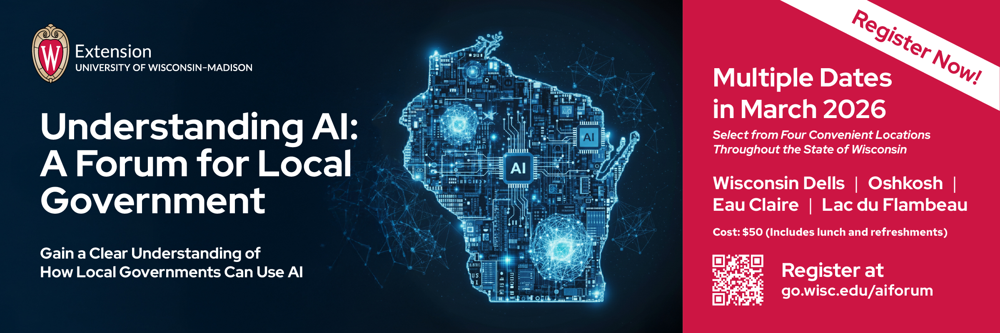 W
Extension
UNIVERSITY OF WISCONSIN–MADISON
Understanding AI:
A Forum for Local
Government
Gain a Clear Understanding of
How Local Governments Can Use AI
AI
AI
Register Now!
Multiple Dates
in March 2026
Select from Four Convenient Locations
Throughout the State of Wisconsin
Wisconsin Dells | Oshkosh |
Eau Claire | Lac du Flambeau
Cost: $50 (Includes lunch and refreshments)
Register at
go.wisc.edu/aiforum